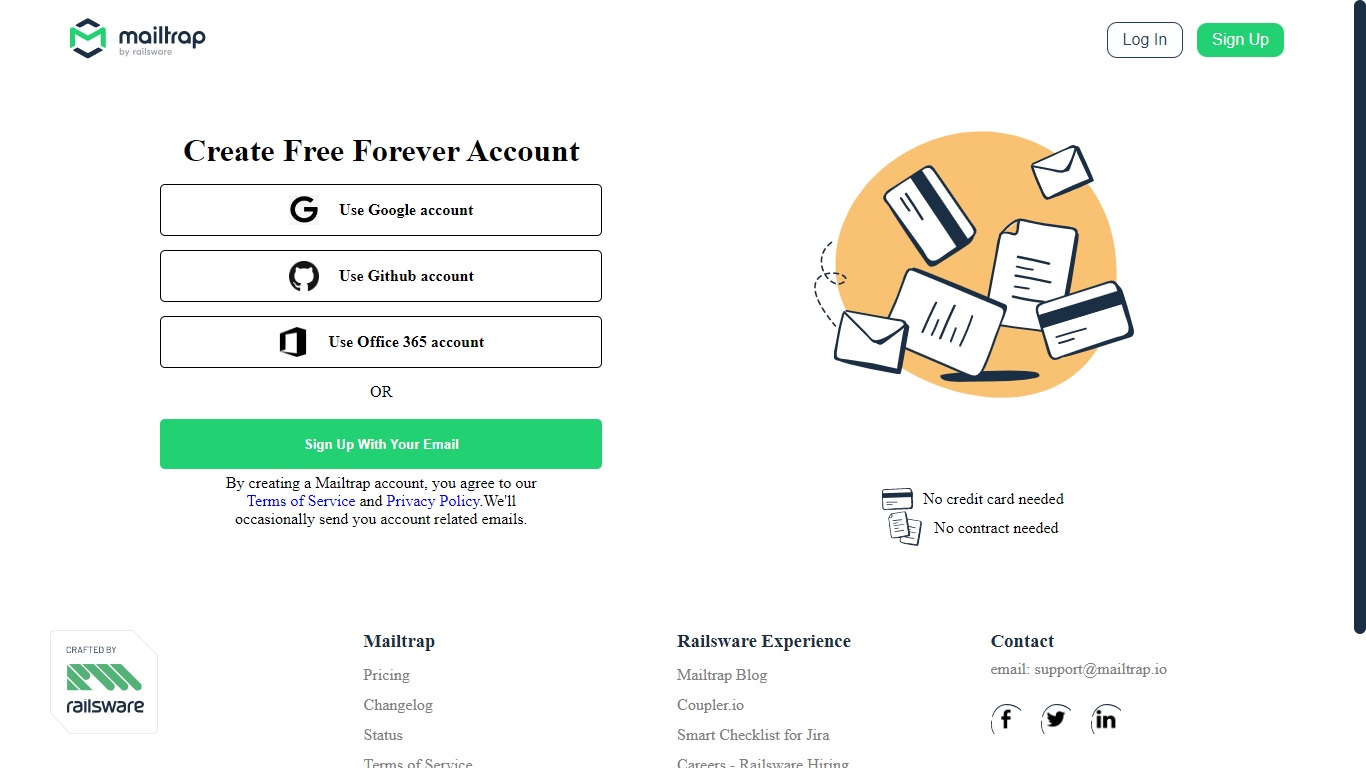 mailtrap
by railsware
Log In
Sign Up
Create Free Forever Account
Use Google account
Use Github account
Use Office 365 account
OR
Sign Up With Your Email
By creating a Mailtrap account, you agree to our
Terms of Service and Privacy Policy.We'll
occasionally send you account related emails.
No credit card needed
No contract needed
CRAFTED BY
railsware
Mailtrap
Pricing
Changelog
Status
Terms of Service
Railsware Experience
Mailtrap Blog
Coupler.io
Smart Checklist for Jira
Careers - Railsware Hiring
Contact
email: support@mailtrap.io